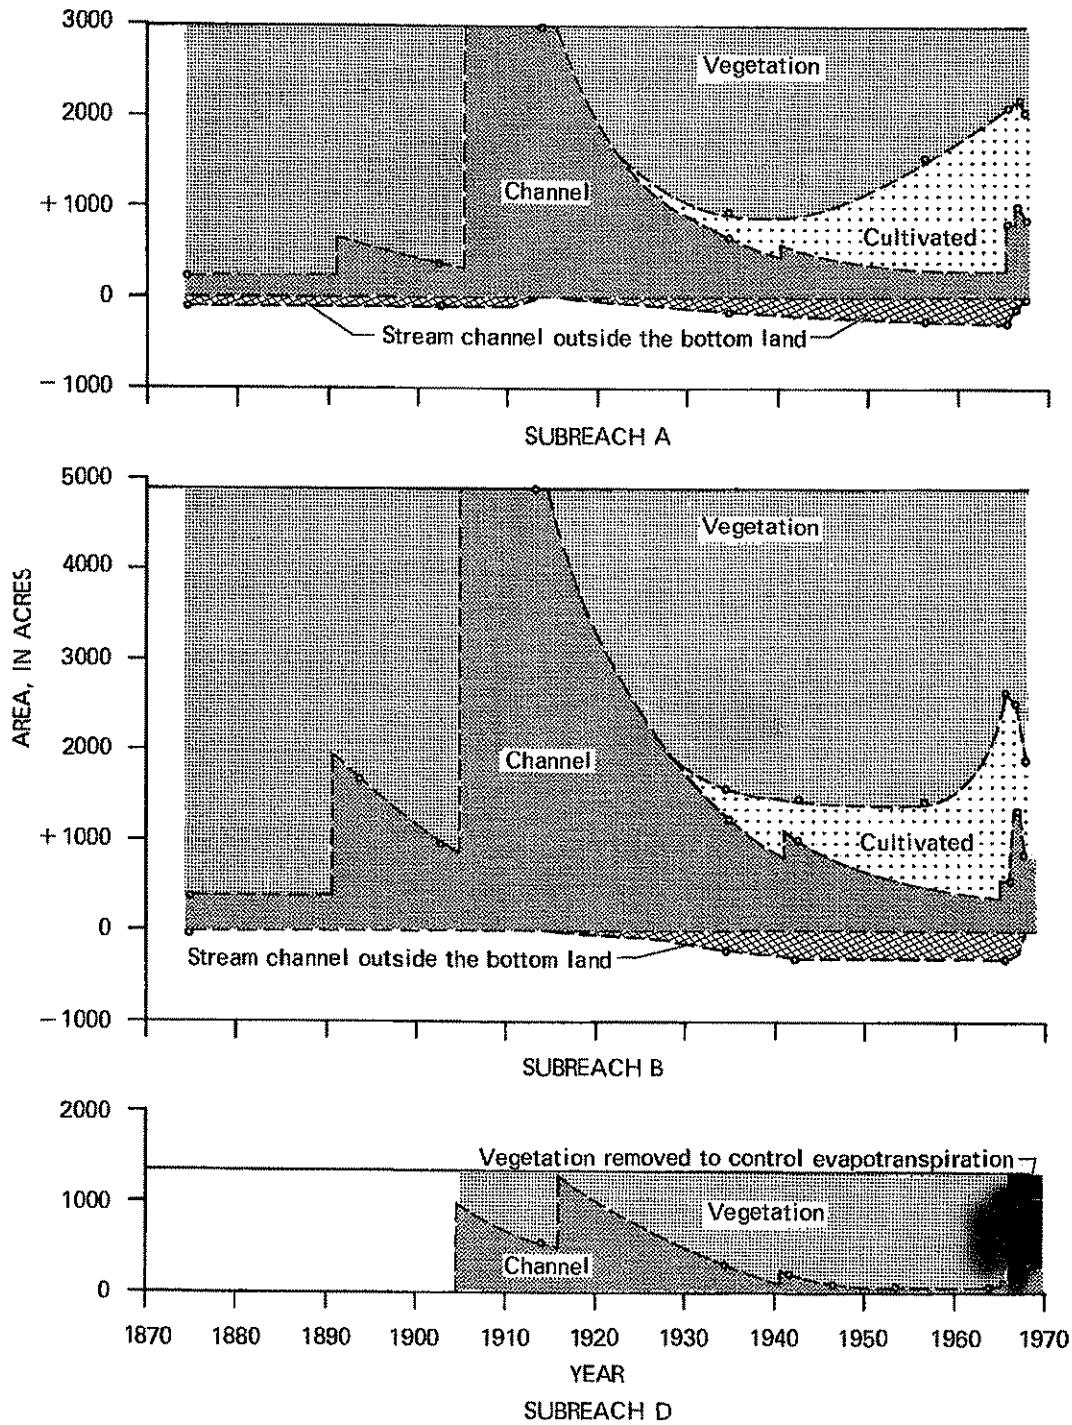 3000
2000
+ 1000
0
− 1000
Vegetation
Channel
Cultivated
Stream channel outside the bottom land
SUBREACH A
AREA, IN ACRES
5000
4000
3000
2000
+ 1000
0
− 1000
Vegetation
Channel
Cultivated
Stream channel outside the bottom land
SUBREACH B
2000
1000
0
Vegetation removed to control evapotranspiration
Vegetation
Channel
1870 1880 1890 1900 1910 1920 1930 1940 1950 1960 1970
YEAR
SUBREACH D